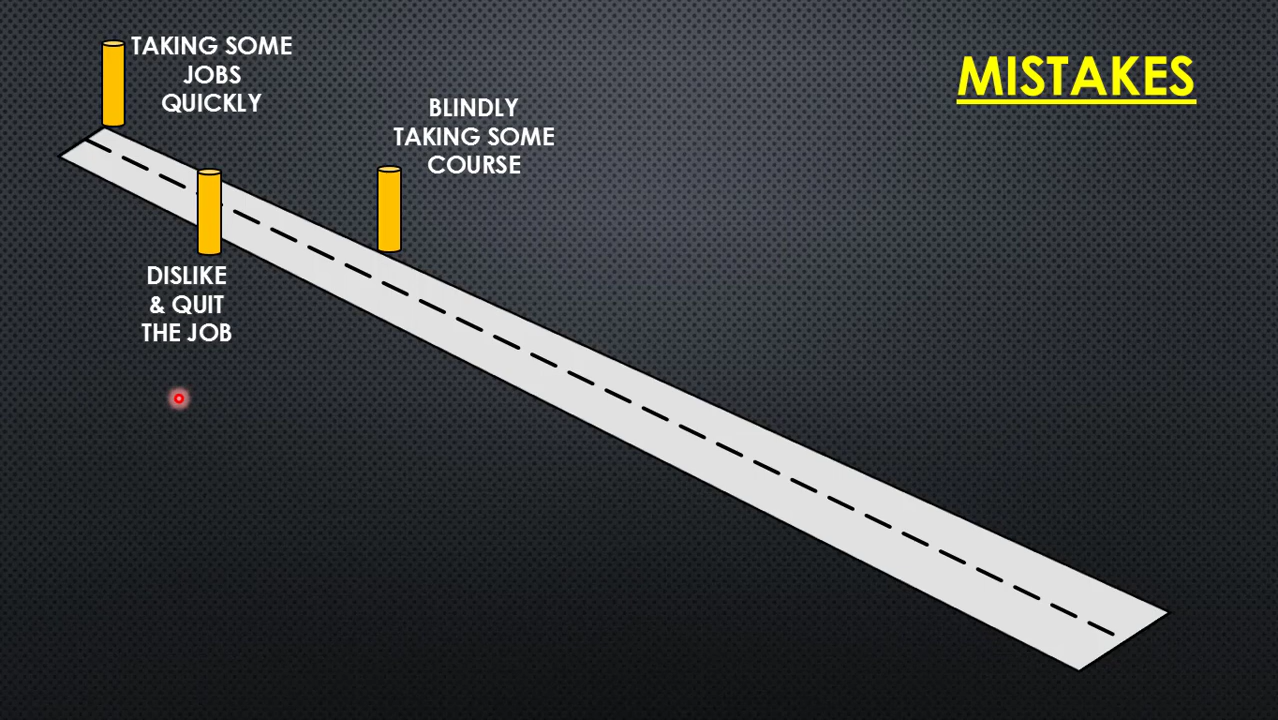 TAKING SOME
JOBS
QUICKLY
MISTAKES
BLINDLY
TAKING SOME
COURSE
DISLIKE
& QUIT
THE JOB